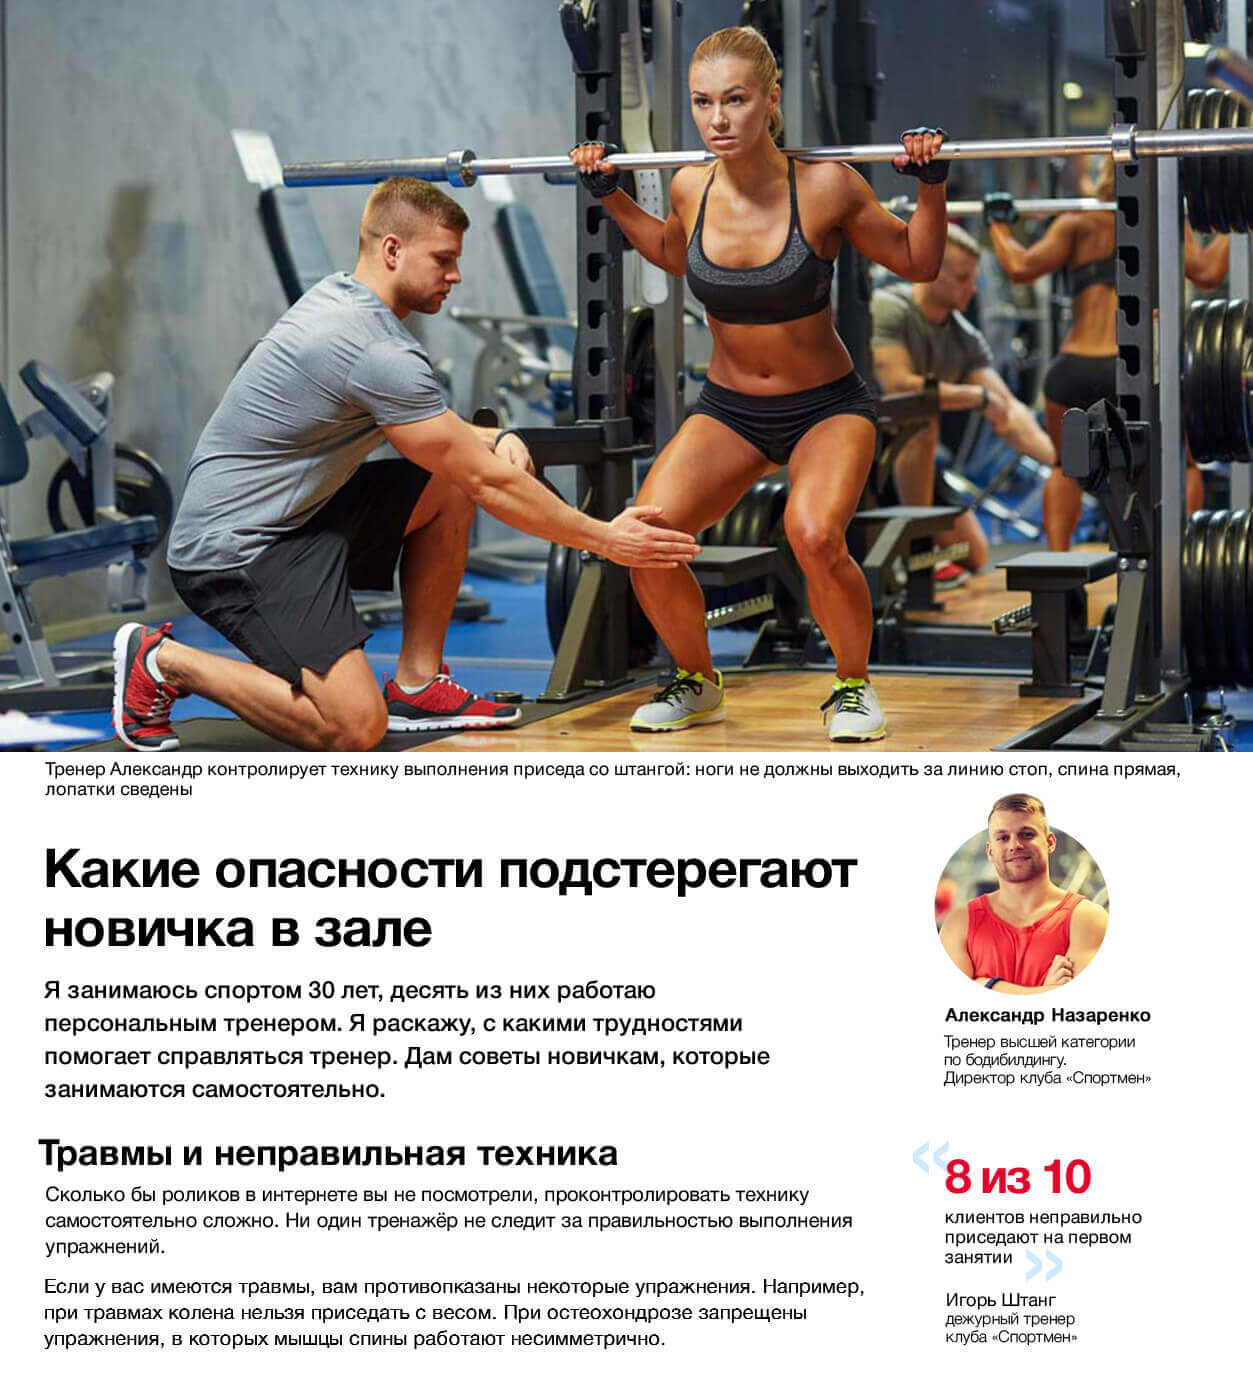 Тренер Александр контролирует технику выполнения приседа со штангой: ноги не должны выходить за линию стоп, спина прямая,
лопатки сведены
Какие опасности подстерегают
новичка в зале
Я занимаюсь спортом 30 лет, десять из них работаю
персональным тренером. Я раскажу, с какими трудностями
помогает справляться тренер. Дам советы новичкам, которые
занимаются самостоятельно.
Александр Назаренко
Тренер высшей категории
по бодибилдингу.
Директор клуба «Спортмен»
Травмы и неправильная техника
Сколько бы роликов в интернете вы не посмотрели, проконтролировать технику
самостоятельно сложно. Ни один тренажёр не следит за правильностью выполнения
упражнений.
Если у вас имеются травмы, вам противопказаны некоторые упражнения. Например,
при травмах колена нельзя приседать с весом. При остеохондрозе запрещены
упражнения, в которых мышцы спины работают несимметрично.
«8 из 10
клиентов неправильно
приседают на первом
занятии »
Игорь Штанг
дежурный тренер
клуба «Спортмен»